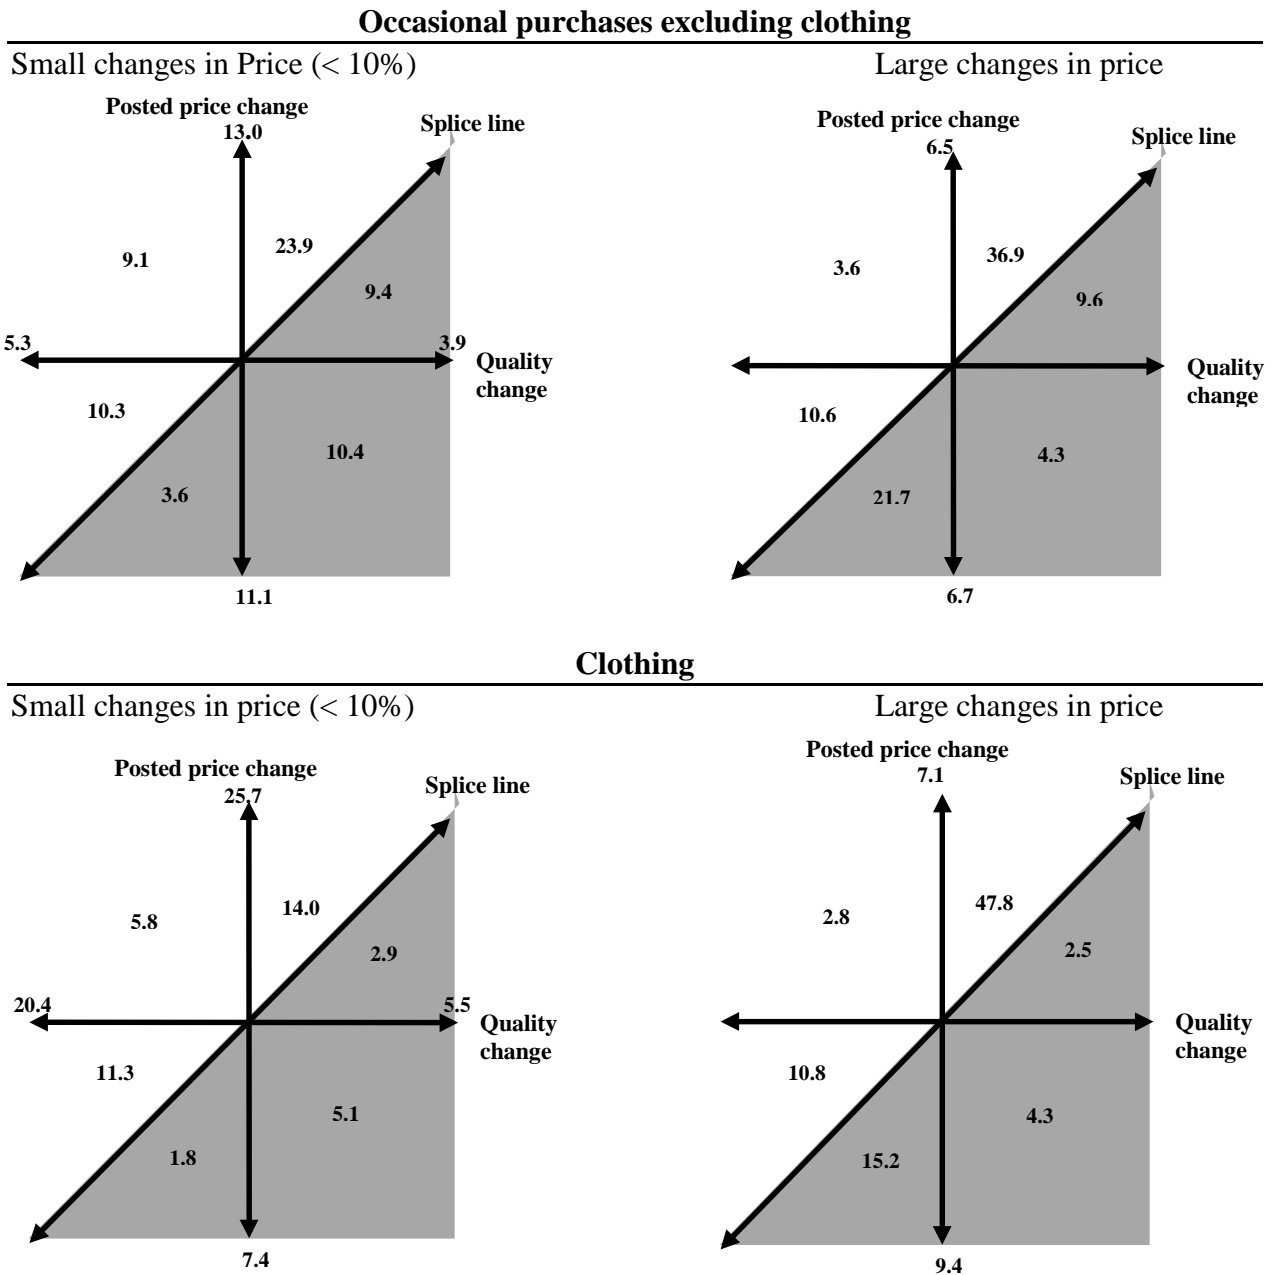 Occasional purchases excluding clothing
Small changes in Price (< 10%)
Large changes in price
Posted price change
13.0
Splice line
9.1
23.9
9.4
5.3
3.9
Quality
change
10.3
10.4
3.6
11.1
Posted price change
6.5
Splice line
3.6
36.9
9.6
Quality
change
10.6
4.3
21.7
6.7
Clothing
Small changes in price (< 10%)
Large changes in price
Posted price change
25.7
Splice line
5.8
14.0
2.9
20.4
5.5
Quality
change
11.3
5.1
1.8
7.4
Posted price change
7.1
Splice line
2.8
47.8
2.5
Quality
change
10.8
4.3
15.2
9.4